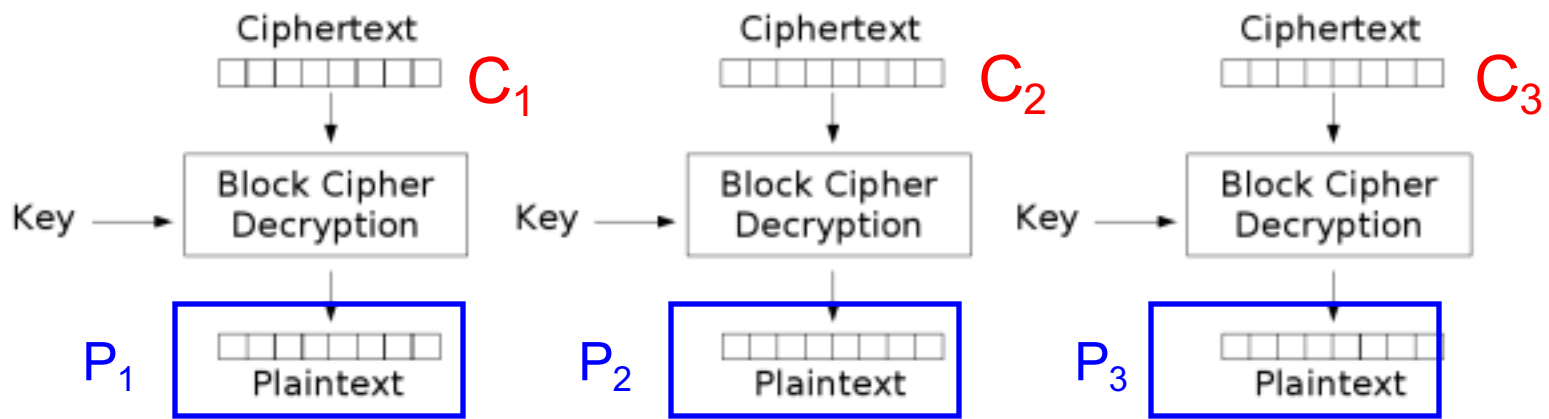 Ciphertext Ciphertext Ciphertext
C₁ C₂ C₃
Block Cipher Block Cipher Block Cipher
Key Decryption Key Decryption Key Decryption
P₁ P₂ P₃
Plaintext Plaintext Plaintext